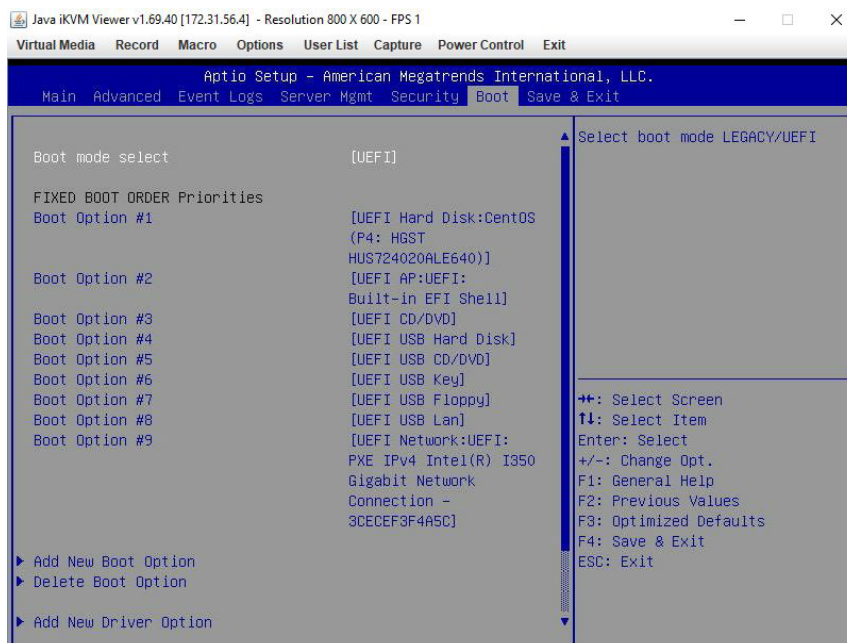 Java iKVM Viewer v1.69.40 [172.31.56.4] - Resolution 800 X 600 - FPS 1
Virtual Media Record Macro Options User List Capture Power Control Exit
Aptio Setup – American Megatrends International, LLC.
Main Advanced Event Logs Server Mgmt Security Boot Save & Exit
Boot mode select [UEFI]
FIXED BOOT ORDER Priorities
Boot Option #1 [UEFI Hard Disk:CentOS
(P4: HGST
HUS724020ALE640)]
Boot Option #2 [UEFI AP:UEFI:
Built-in EFI Shell]
Boot Option #3 [UEFI CD/DVD]
Boot Option #4 [UEFI USB Hard Disk]
Boot Option #5 [UEFI USB CD/DVD]
Boot Option #6 [UEFI USB Key]
Boot Option #7 [UEFI USB Floppy]
Boot Option #8 [UEFI USB Lan]
Boot Option #9 [UEFI Network:UEFI:
PXE IPv4 Intel(R) I350
Gigabit Network
Connection –
3CECEF3F4A5C]
Add New Boot Option
Delete Boot Option
Add New Driver Option
Select boot mode LEGACY/UEFI
→←: Select Screen
↑↓: Select Item
Enter: Select
+/-: Change Opt.
F1: General Help
F2: Previous Values
F3: Optimized Defaults
F4: Save & Exit
ESC: Exit